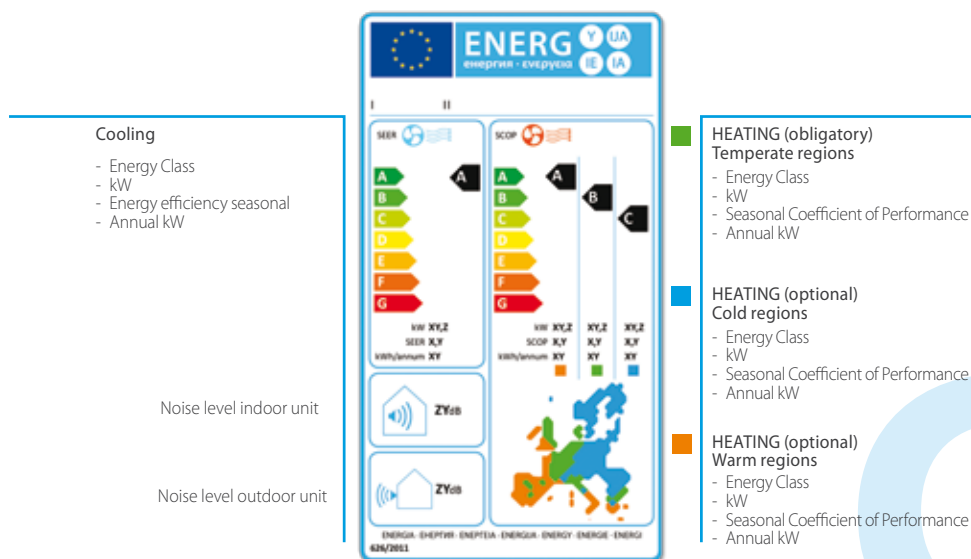 ENERG Y IJA
енергия · ενεργεια IE IA
I II
Cooling
- Energy Class
- kW
- Energy efficiency seasonal
- Annual kW
SEER
A A
B
C
D
E
F
G
kW XY,Z
SEER X,Y
kWh/annum XY
SCOP
A A
B B
C C
D
E
F
G
kW XY,Z XY,Z XY,Z
SCOP X,Y X,Y X,Y
kWh/annum XY XY XY
Noise level indoor unit
ZYdB
Noise level outdoor unit
ZYdB
ENERGIA · ЕНЕРГИЯ · ΕΝΕΡΓΕΙΑ · ENERGIJA · ENERGY · ENERGIE · ENERGI
626/2011
HEATING (obligatory)
Temperate regions
- Energy Class
- kW
- Seasonal Coefficient of Performance
- Annual kW
HEATING (optional)
Cold regions
- Energy Class
- kW
- Seasonal Coefficient of Performance
- Annual kW
HEATING (optional)
Warm regions
- Energy Class
- kW
- Seasonal Coefficient of Performance
- Annual kW